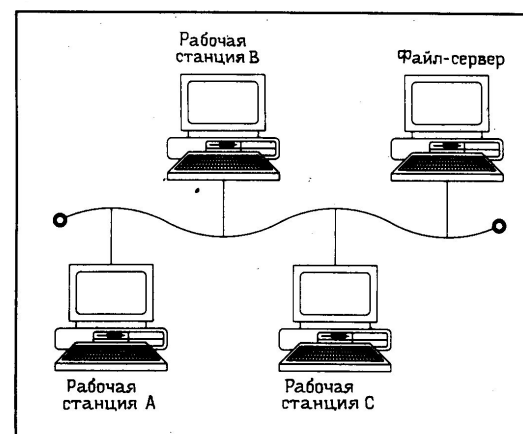 Рабочая
станция В
Файл-сервер
Рабочая
станция А
Рабочая
станция С